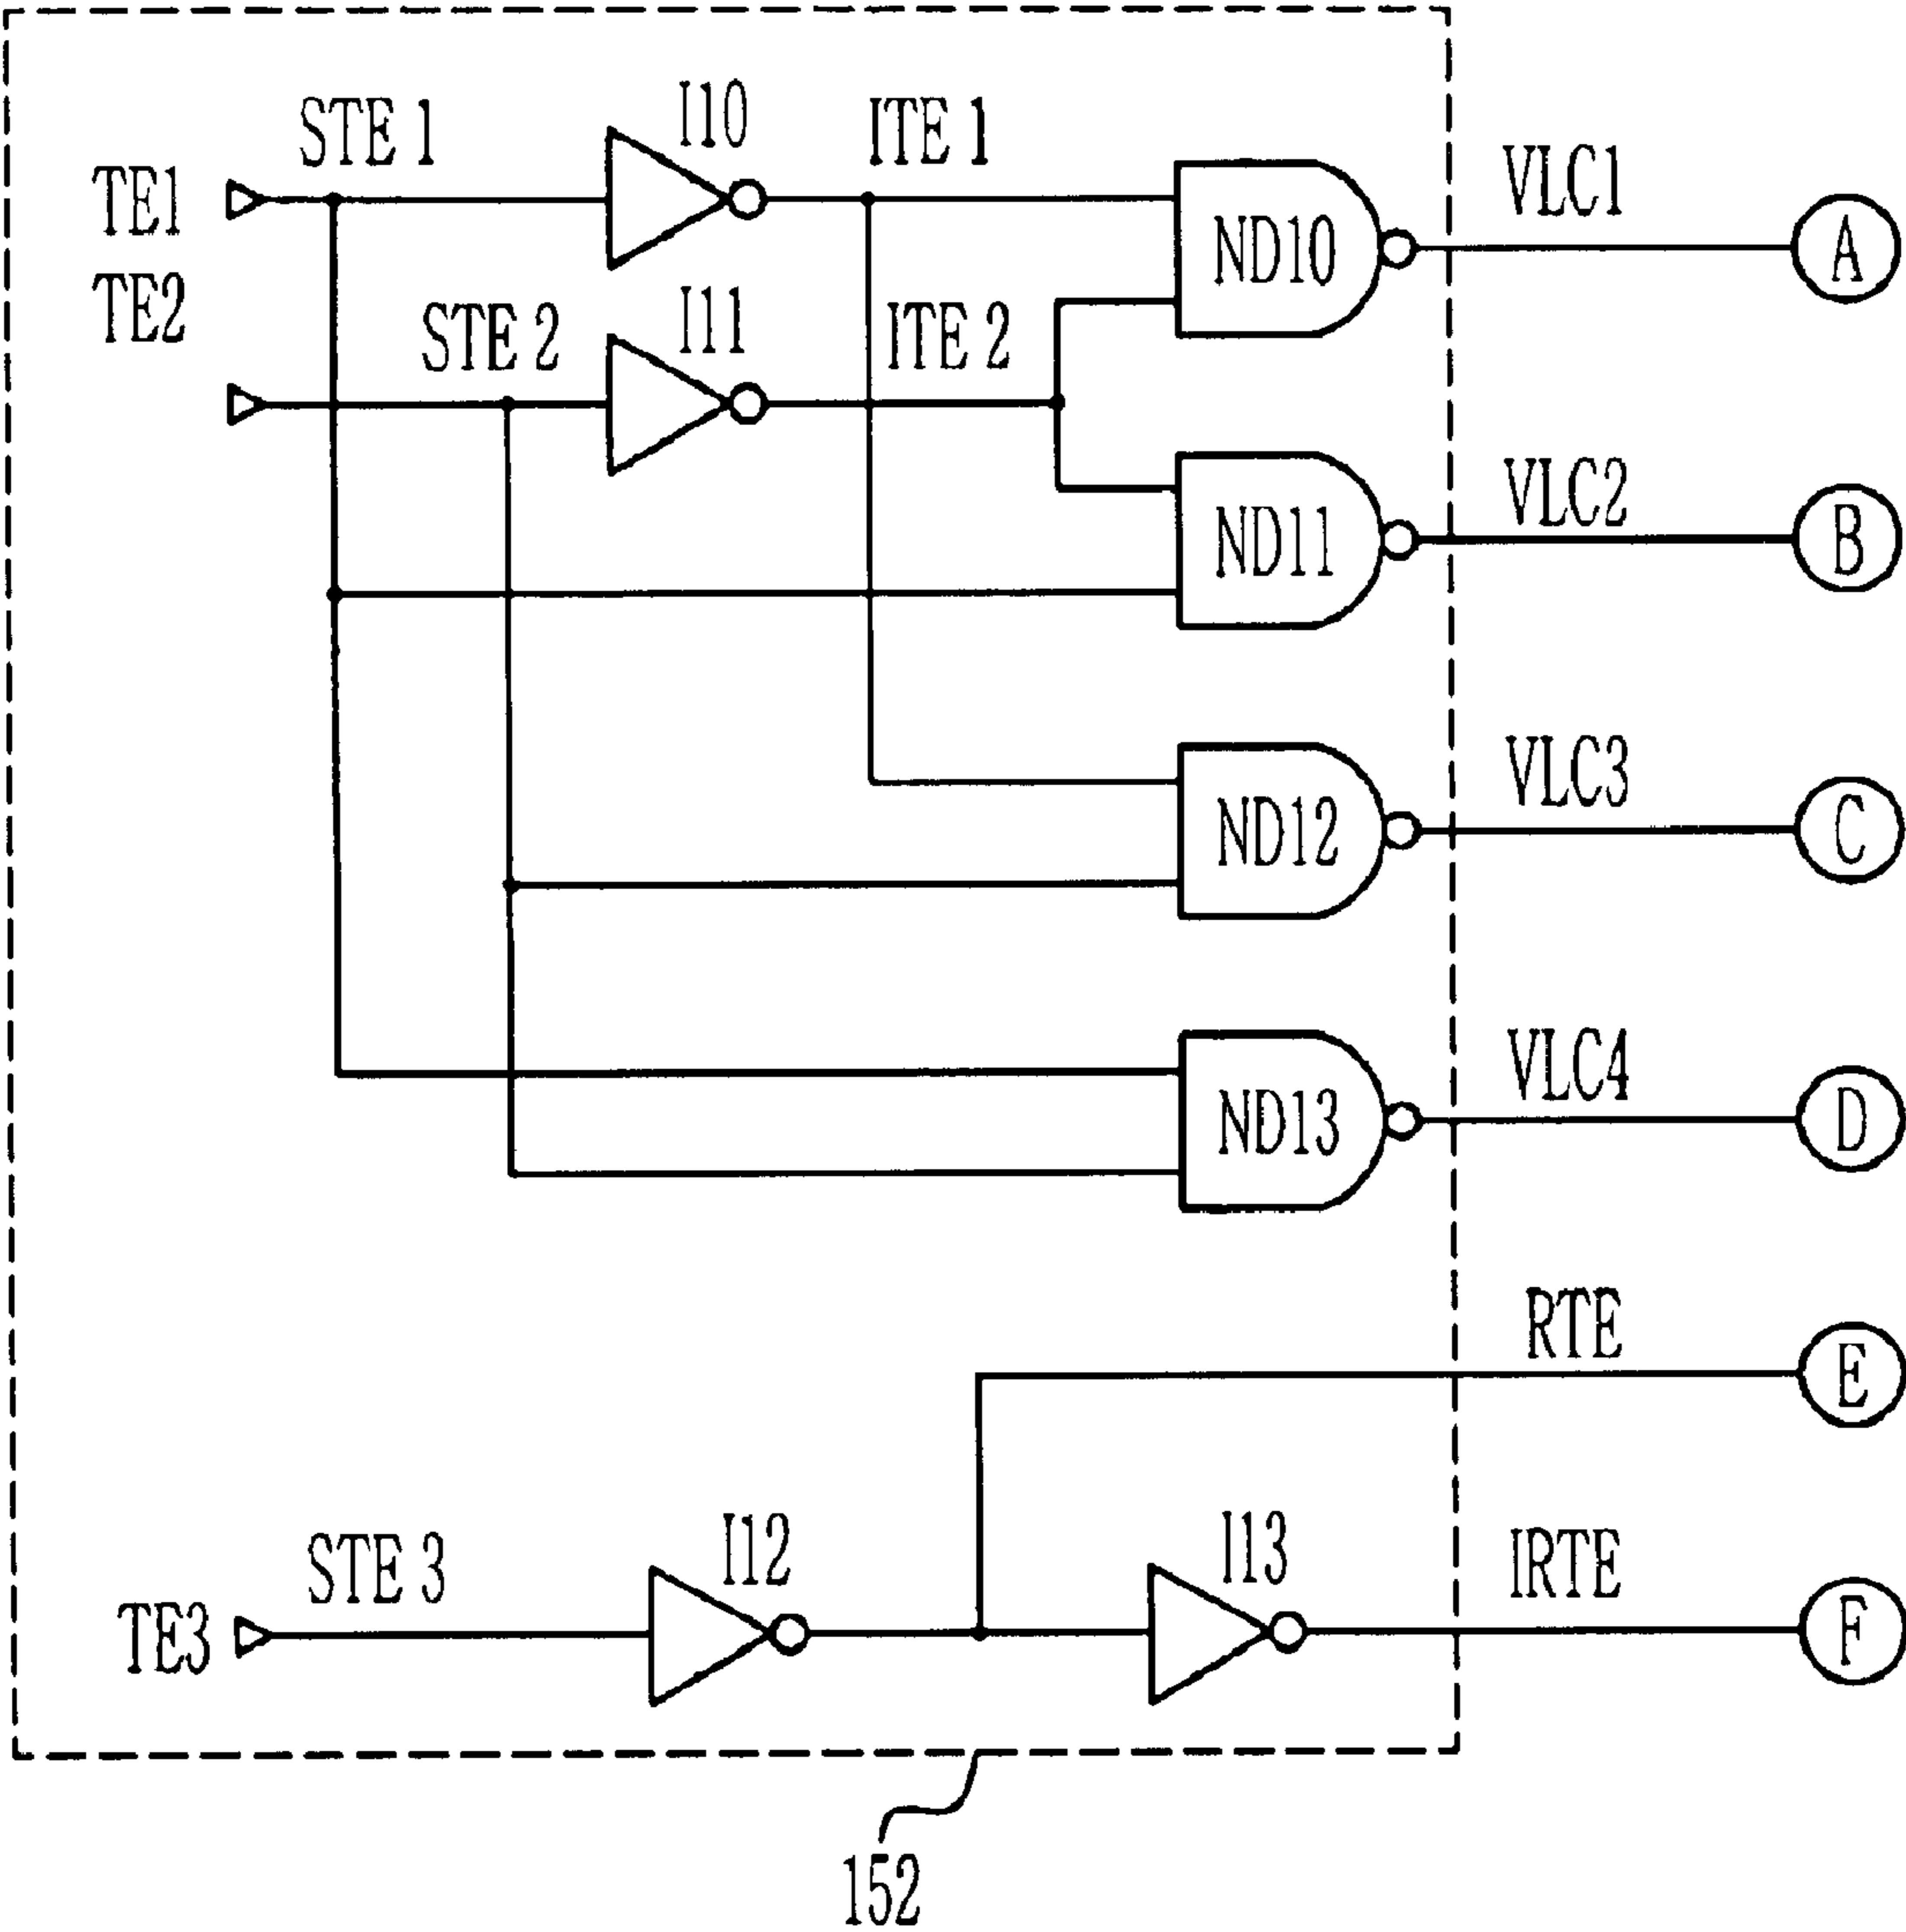 I10
STE 1
ITE 1
VLC1
TE1
ND10
A
TE2
I11
STE 2
ITE 2
VLC2
ND11
B
VLC3
ND12
C
VLC4
ND13
D
RTE
E
I12
I13
STE 3
IRTE
TE3
F
152